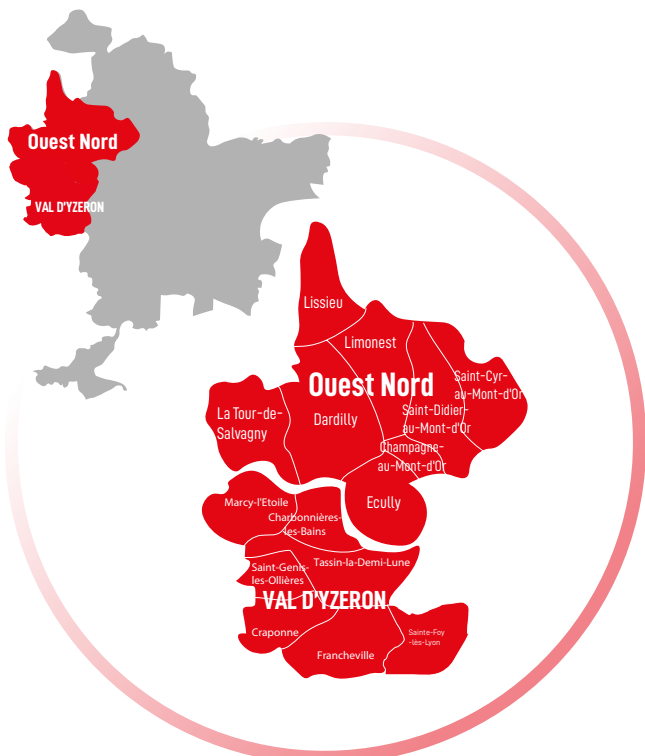 Ouest Nord
VAL D'YZERON
Lissieu
Limonest
Ouest Nord
Saint-Cyr-
au-Mont-d'Or
La Tour-de-
Salvagny
Dardilly
Saint-Didier-
au-Mont-d'Or
Champagne-
au-Mont-d'Or
Ecully
Marcy-l'Etoile
Charbonnières-
les-Bains
Saint-Genis-
les-Ollières
Tassin-la-Demi-Lune
VAL D'YZERON
Craponne
Francheville
Sainte-Foy
-lès-Lyon